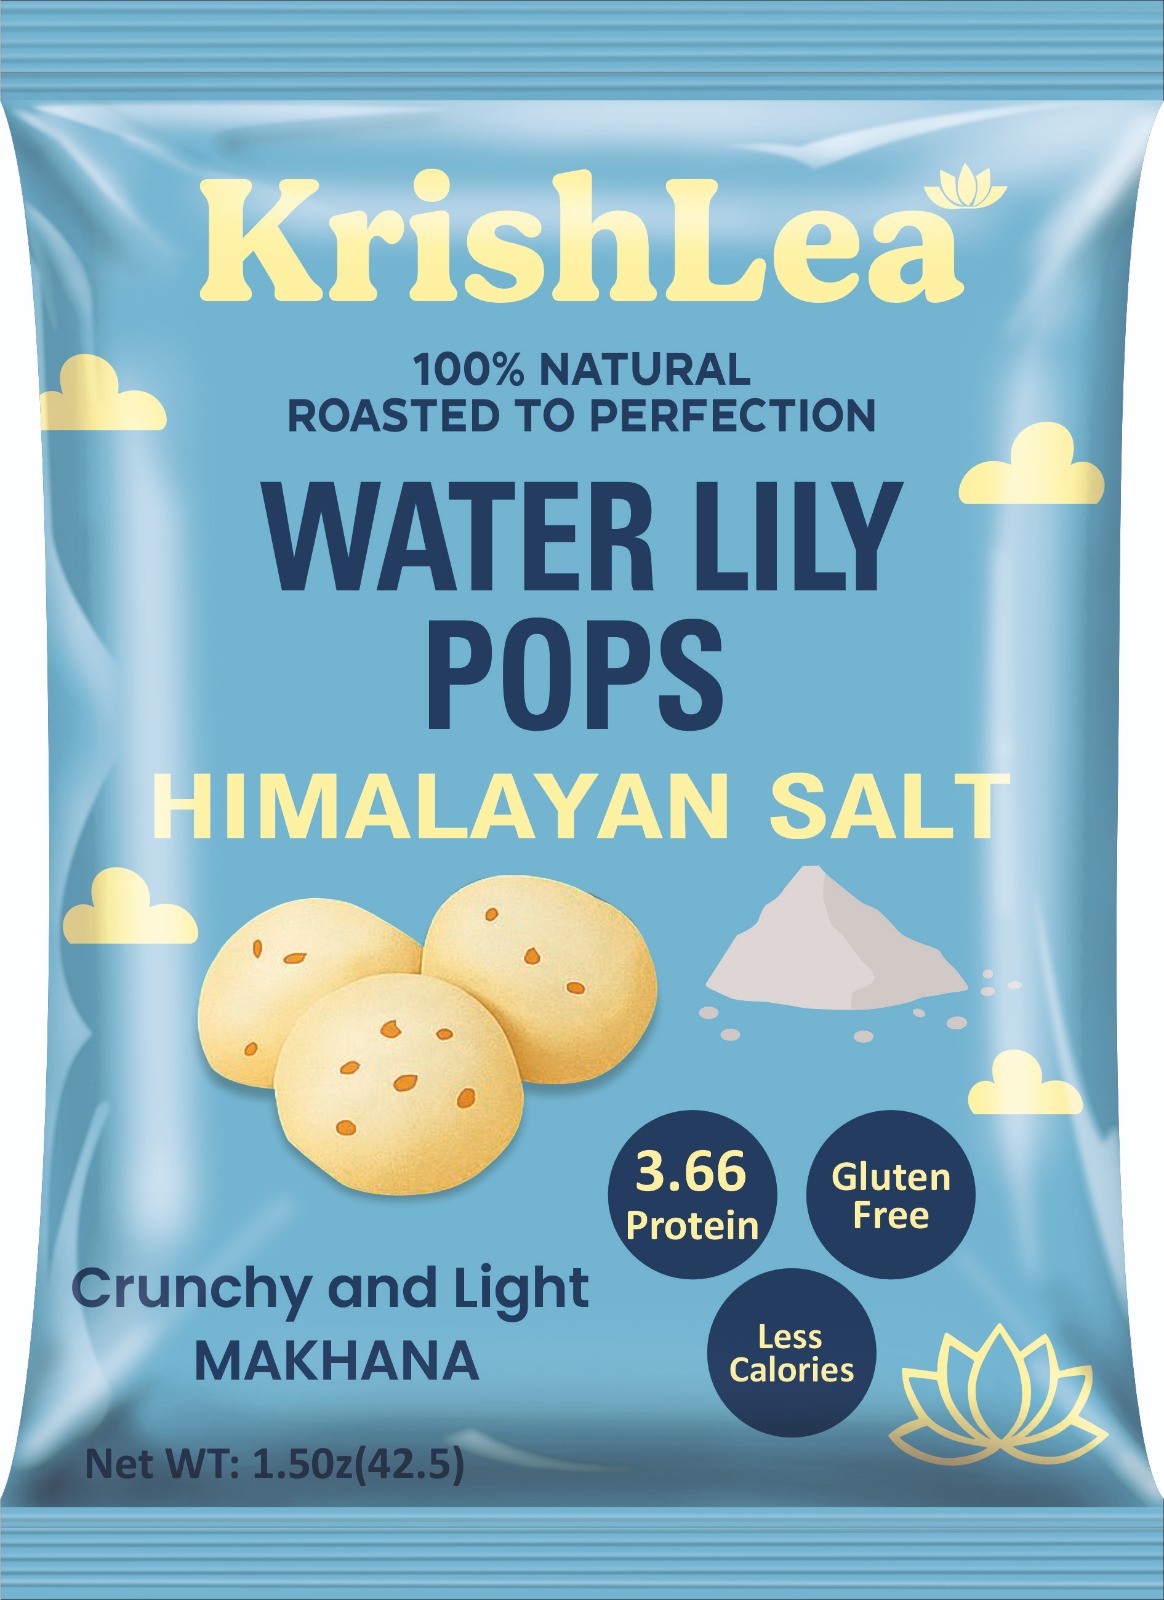 KrishLea
100% NATURAL
ROASTED TO PERFECTION
WATER LILY
POPS
HIMALAYAN SALT
3.66
Protein
Gluten
Free
Less
Calories
Crunchy and Light
MAKHANA
Net WT: 1.50z(42.5)